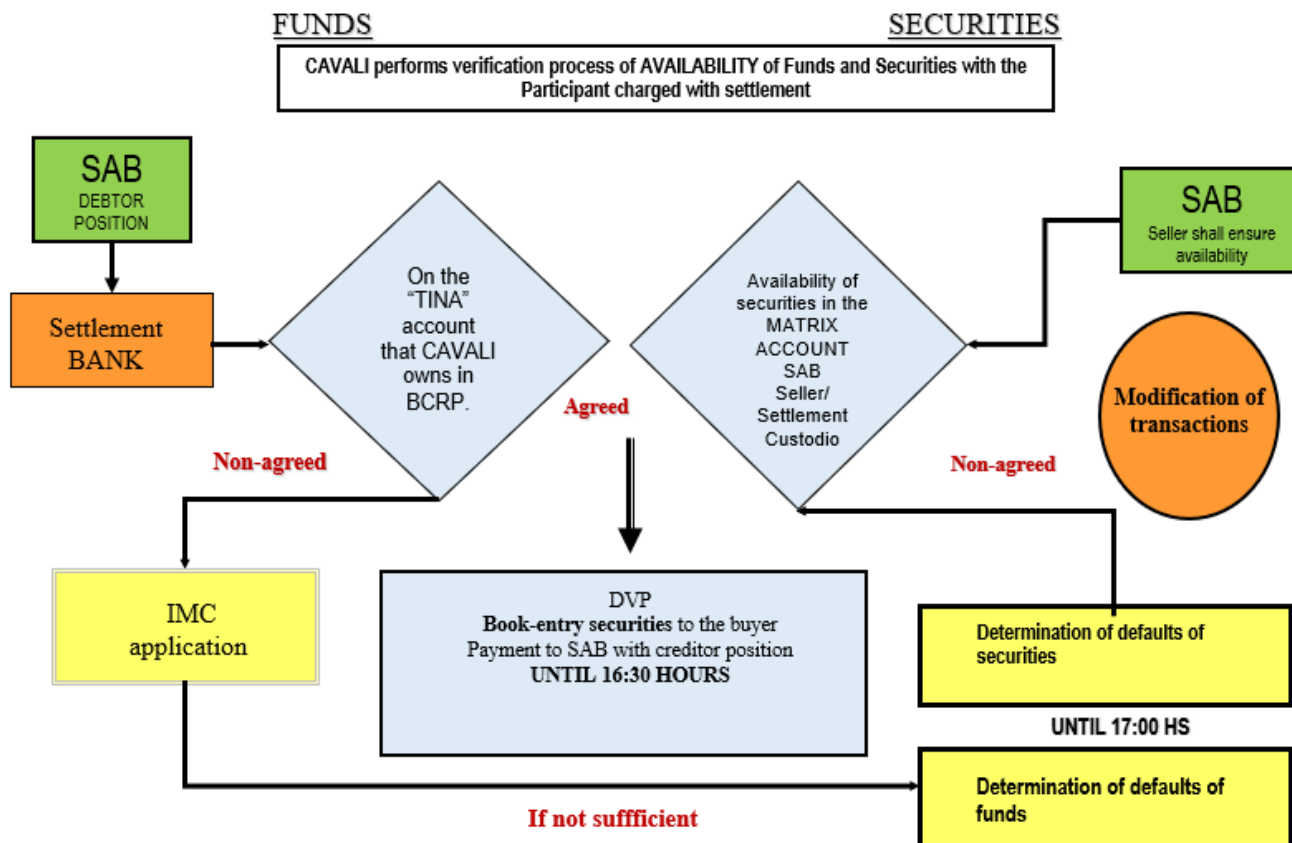 FUNDS
SECURITIES
CAVALI performs verification process of AVAILABILITY of Funds and Securities with the
Participant charged with settlement
SAB
DEBTOR
POSITION
Settlement
BANK
On the
“TINA”
account
that CAVALI
owns in
BCRP.
Agreed
Non-agreed
Availability of
securities in the
MATRIX
ACCOUNT
SAB
Seller/
Settlement
Custodio
SAB
Seller shall ensure
availability
Modification of
transactions
Non-agreed
IMC
application
DVP
Book-entry securities to the buyer
Payment to SAB with creditor position
UNTIL 16:30 HOURS
Determination of defaults of
securities
UNTIL 17:00 HS
Determination of defaults of
funds
If not suffficient